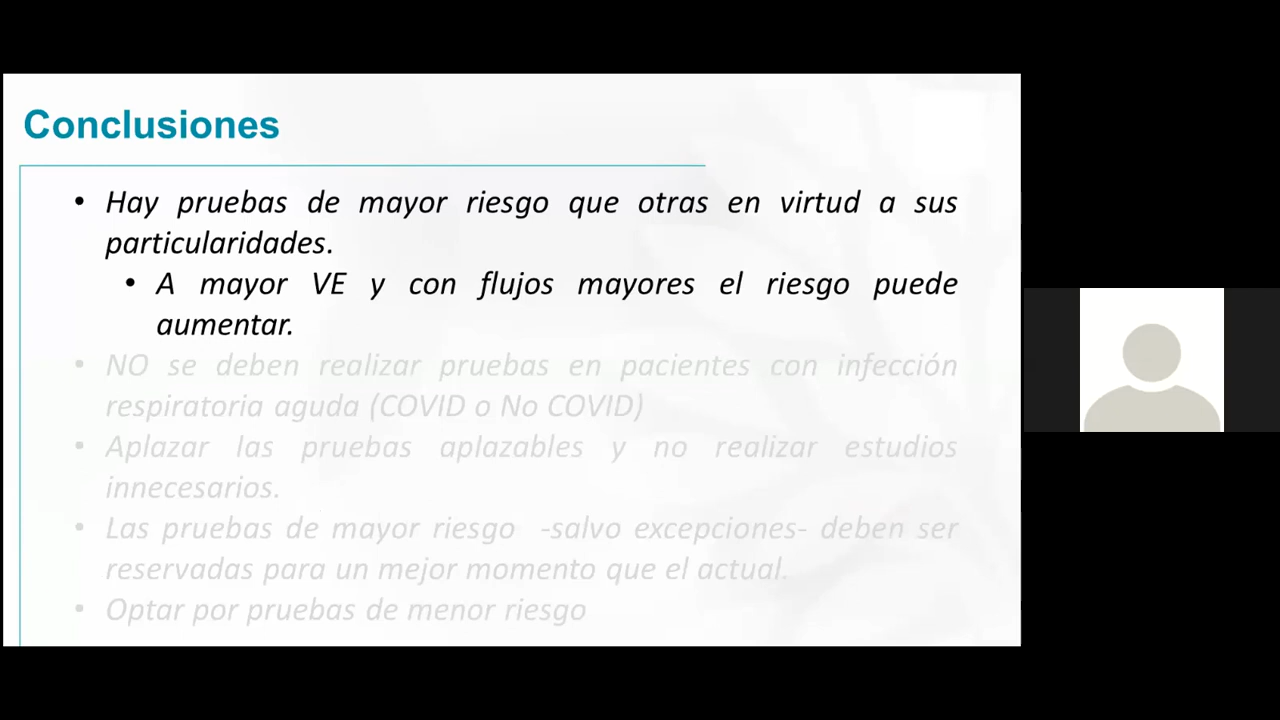 Conclusiones
• Hay pruebas de mayor riesgo que otras en virtud a sus
particularidades.
• A mayor VE y con flujos mayores el riesgo puede
aumentar.
• NO se deben realizar pruebas en pacientes con infección
respiratoria aguda (COVID o No COVID)
• Aplazar las pruebas aplazables y no realizar estudios
innecesarios.
• Las pruebas de mayor riesgo -salvo excepciones- deben ser
reservadas para un mejor momento que el actual.
• Optar por pruebas de menor riesgo